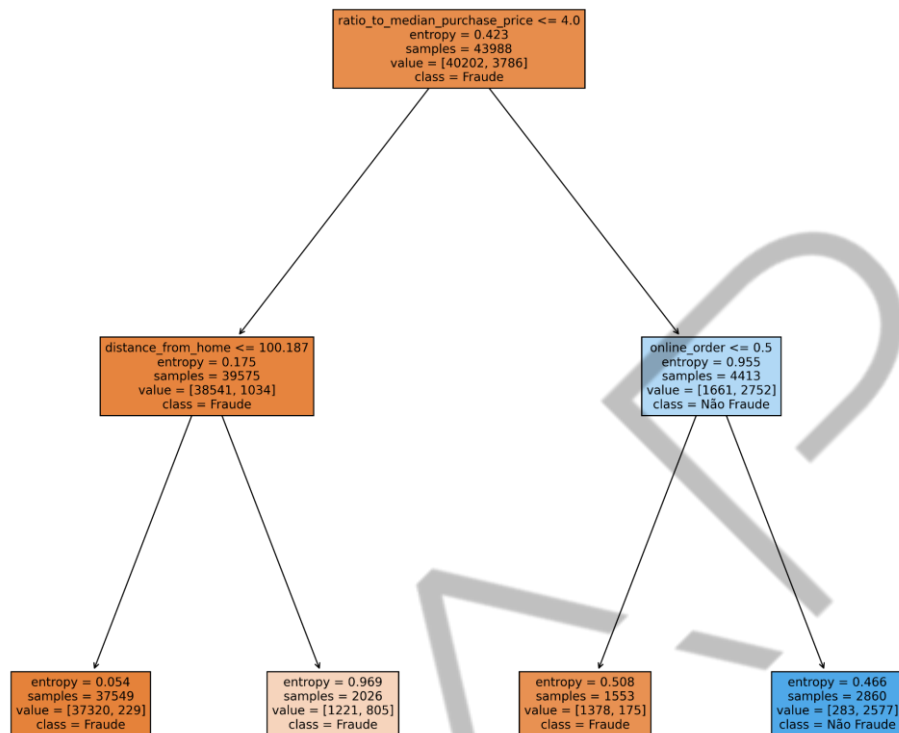 ratio_to_median_purchase_price <= 4.0
entropy = 0.423
samples = 43988
value = [40202, 3786]
class = Fraude
distance_from_home <= 100.187
entropy = 0.175
samples = 39575
value = [38541, 1034]
class = Fraude
online_order <= 0.5
entropy = 0.955
samples = 4413
value = [1661, 2752]
class = Não Fraude
entropy = 0.054
samples = 37549
value = [37320, 229]
class = Fraude
entropy = 0.969
samples = 2026
value = [1221, 805]
class = Fraude
entropy = 0.508
samples = 1553
value = [1378, 175]
class = Fraude
entropy = 0.466
samples = 2860
value = [283, 2577]
class = Não Fraude